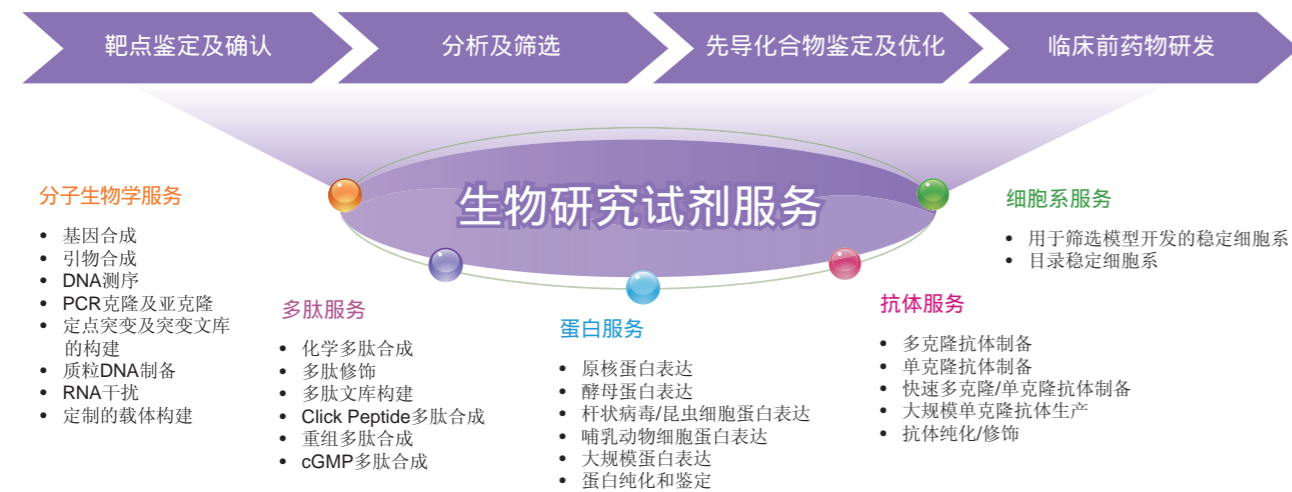 靶点鉴定及确认
分析及筛选
先导化合物鉴定及优化
临床前药物研发
生物研究试剂服务
分子生物学服务
• 基因合成
• 引物合成
• DNA测序
• PCR克隆及亚克隆
• 定点突变及突变文库
的构建
• 质粒DNA制备
• RNA干扰
• 定制的载体构建
多肽服务
• 化学多肽合成
• 多肽修饰
• 多肽文库构建
• Click Peptide多肽合成
• 重组多肽合成
• cGMP多肽合成
蛋白服务
• 原核蛋白表达
• 酵母蛋白表达
• 杆状病毒/昆虫细胞蛋白表达
• 哺乳动物细胞蛋白表达
• 大规模蛋白表达
• 蛋白纯化和鉴定
抗体服务
• 多克隆抗体制备
• 单克隆抗体制备
• 快速多克隆/单克隆抗体制备
• 大规模单克隆抗体生产
• 抗体纯化/修饰
细胞系服务
• 用于筛选模型开发的稳定细胞系
• 目录稳定细胞系